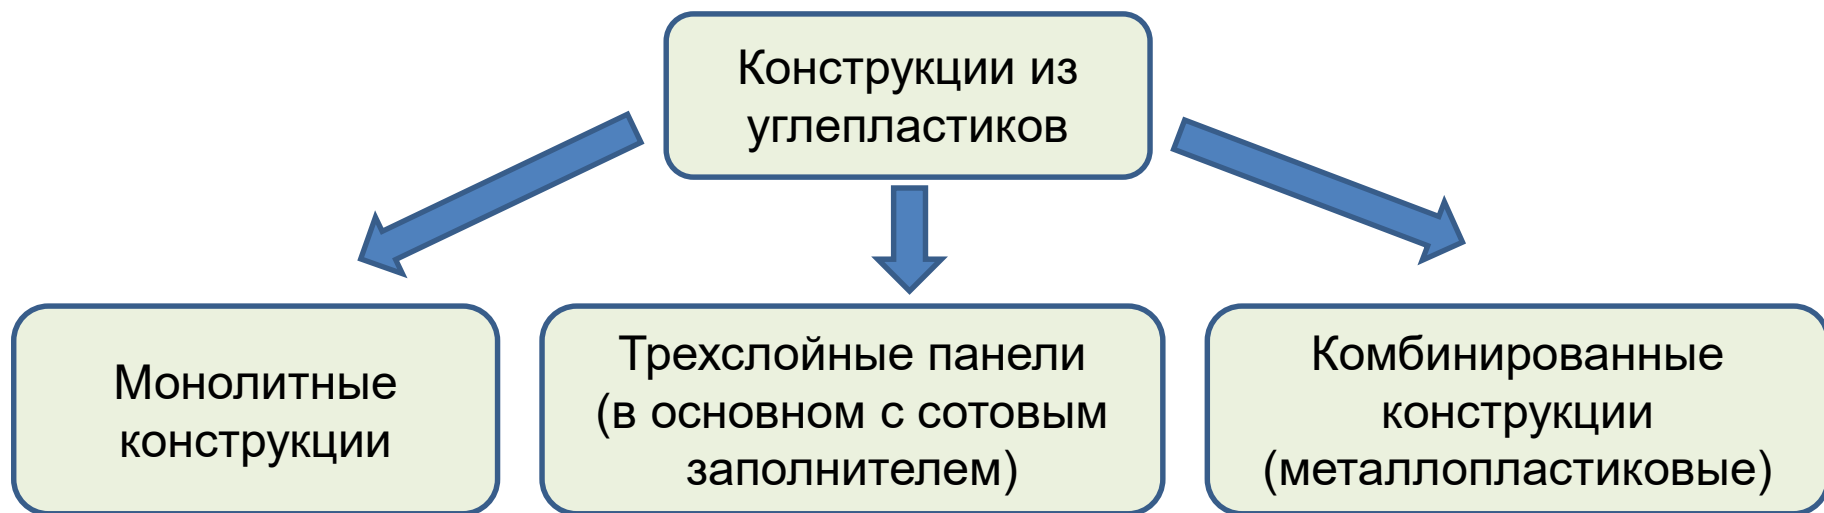 Конструкции из
углепластиков
Монолитные
конструкции
Трехслойные панели
(в основном с сотовым
заполнителем)
Комбинированные
конструкции
(металлопластиковые)